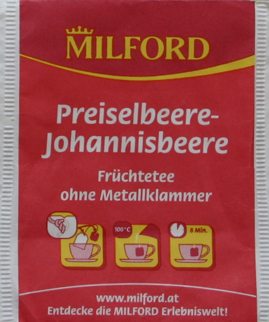 MILFORD
Preiselbeere-
Johannisbeere
Früchtetee
ohne Metallklammer
100°C
8 Min.
www.milford.at
Entdecke die MILFORD Erlebniswelt!